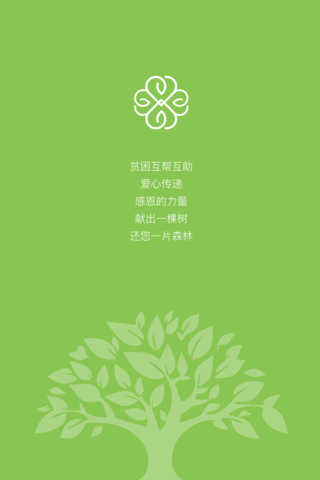 贫困互帮互助
爱心传递
感恩的力量
献出一棵树
还您一片森林